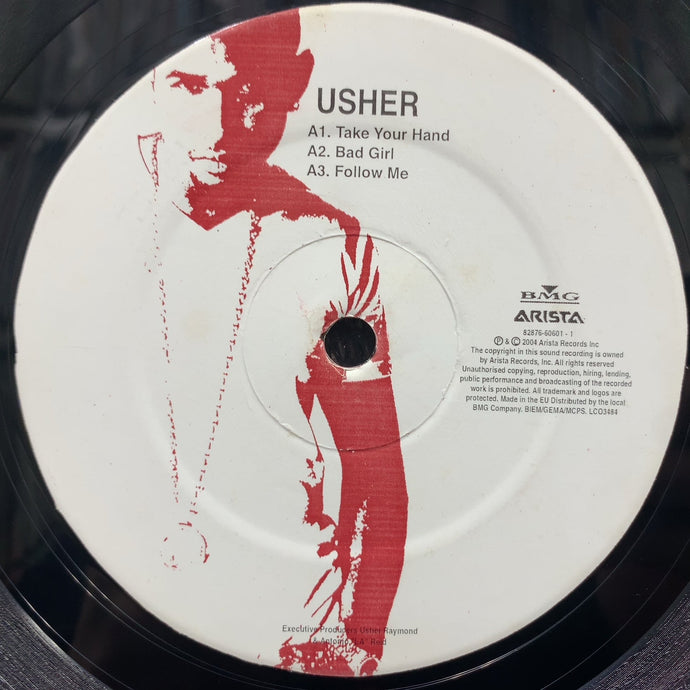 USHER
A1. Take Your Hand
A2. Bad Girl
A3. Follow Me
BMG
ARISTA
82876-60601 - 1
℗ & © 2004 Arista Records Inc
The copyright in this sound recording is owned
by Arista Records, Inc. All rights reserved
Unauthorised copying, reproduction, hiring, lending,
public performance and broadcasting of the recorded
work is prohibited. All trademark and logos are
protected. Made in the EU Distributed by the local
BMG Company. BIEM/GEMA/MCPS. LC03484
Executive Producers Usher Raymond
& Antonio "LA" Reid